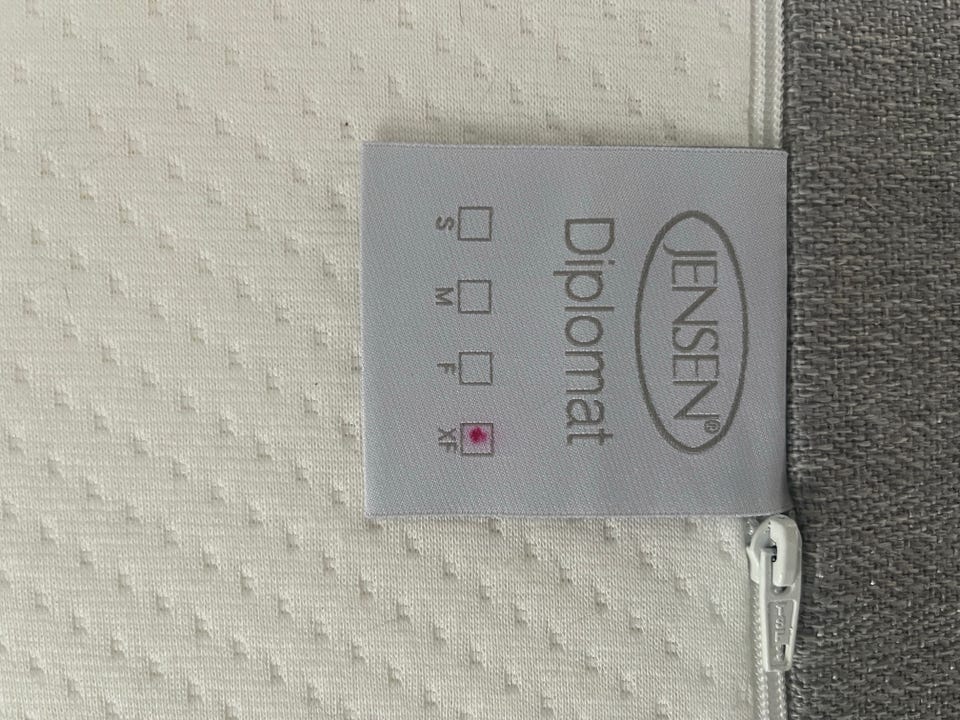 JENSEN®
Diplomat
S M F XF